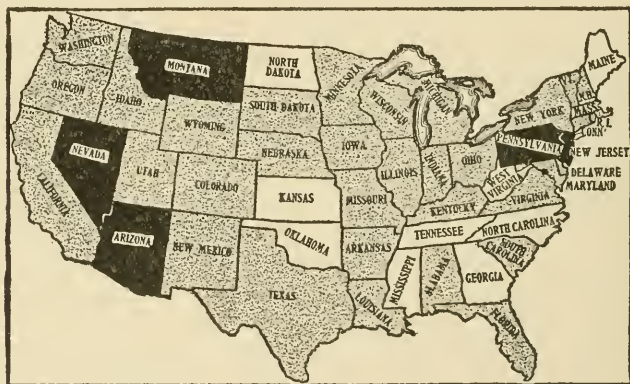 WASHINGTON
OREGON
CALIFORNIA
NEVADA
IDAHO
MONTANA
WYOMING
UTAH
COLORADO
ARIZONA
NEW MEXICO
NORTH
DAKOTA
SOUTH DAKOTA
NEBRASKA
KANSAS
OKLAHOMA
TEXAS
MINNESOTA
IOWA
MISSOURI
ARKANSAS
LOUISIANA
WISCONSIN
ILLINOIS
MICHIGAN
INDIANA
OHIO
KENTUCKY
TENNESSEE
MISSISSIPPI
ALABAMA
GEORGIA
FLORIDA
SOUTH
CAROLINA
NORTH CAROLINA
VIRGINIA
WEST
VIRGINIA
PENNSYLVANIA
NEW YORK
VT.
N.H.
MAINE
MASS.
R.I.
CONN.
NEW JERSEY
DELAWARE
MARYLAND